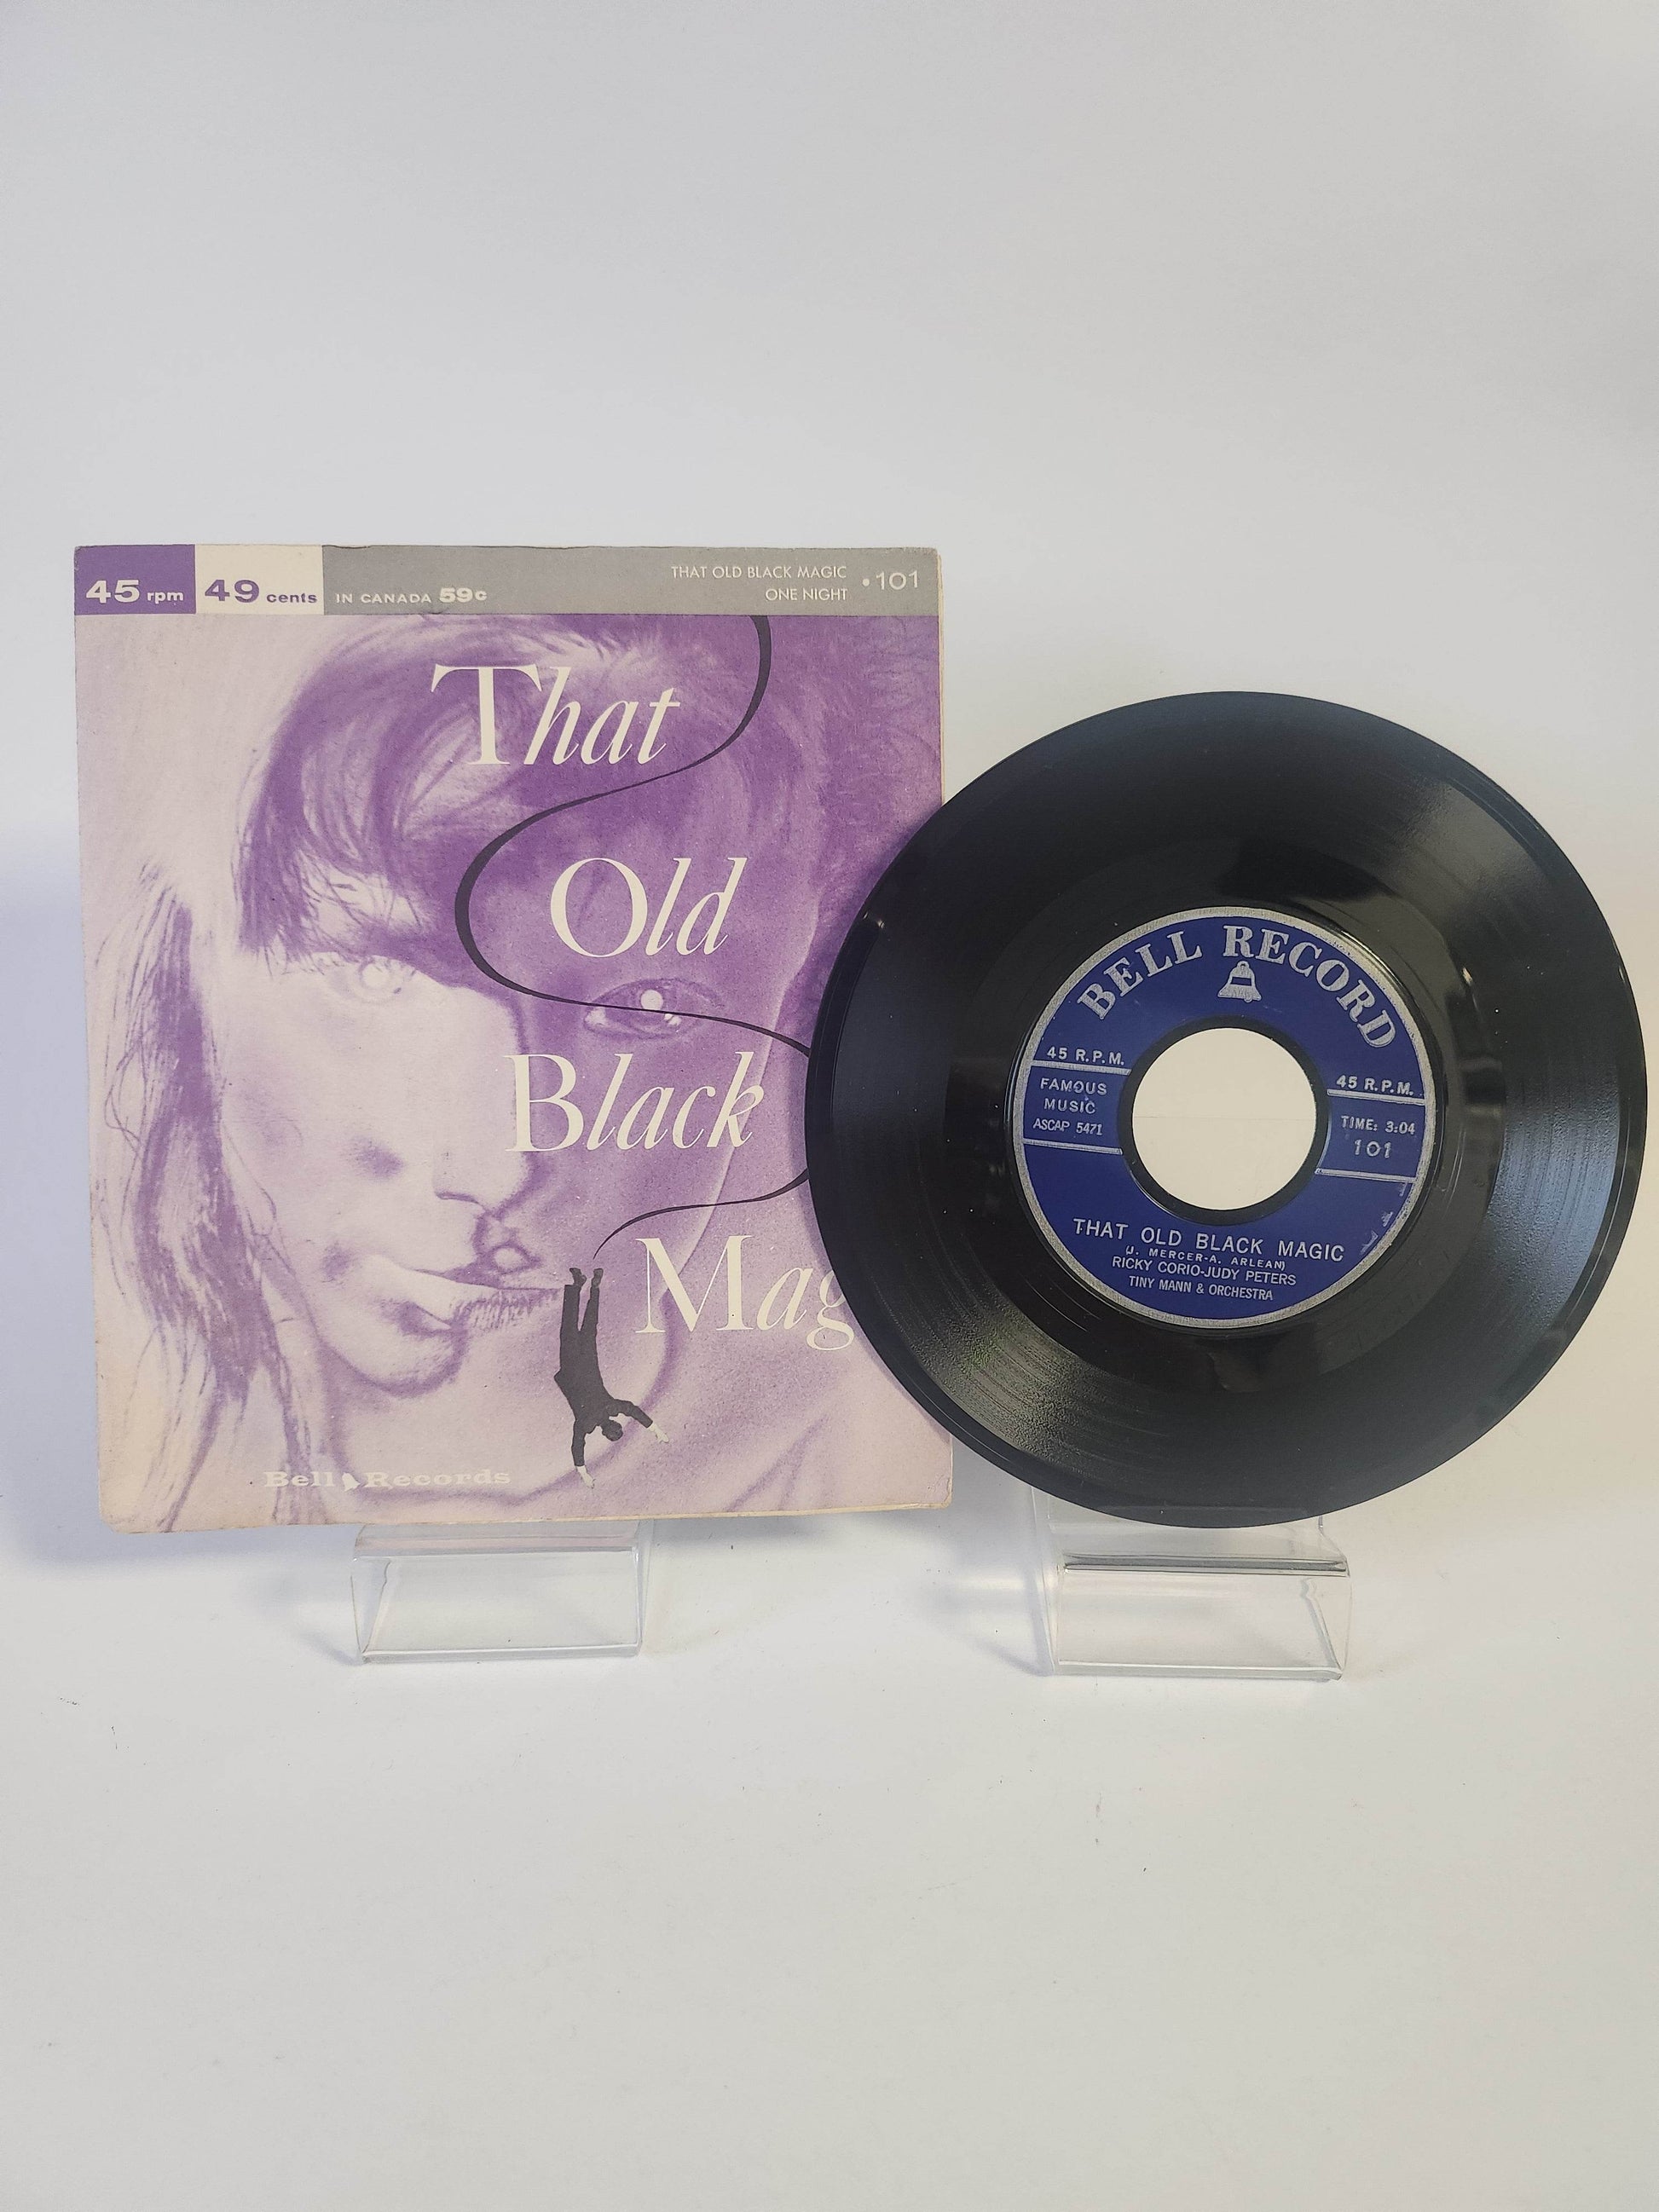 45 rpm 49 cents IN CANADA 59c
THAT OLD BLACK MAGIC
ONE NIGHT
•101
That
Old
Black
Mag
Bell Records
BELL RECORD
45 R.P.M.
FAMOUS
MUSIC
ASCAP 5471
45 R.P.M.
TIME: 3:04
101
THAT OLD BLACK MAGIC
(J. MERCER-A. ARLEAN)
RICKY CORIO-JUDY PETERS
TINY MANN & ORCHESTRA